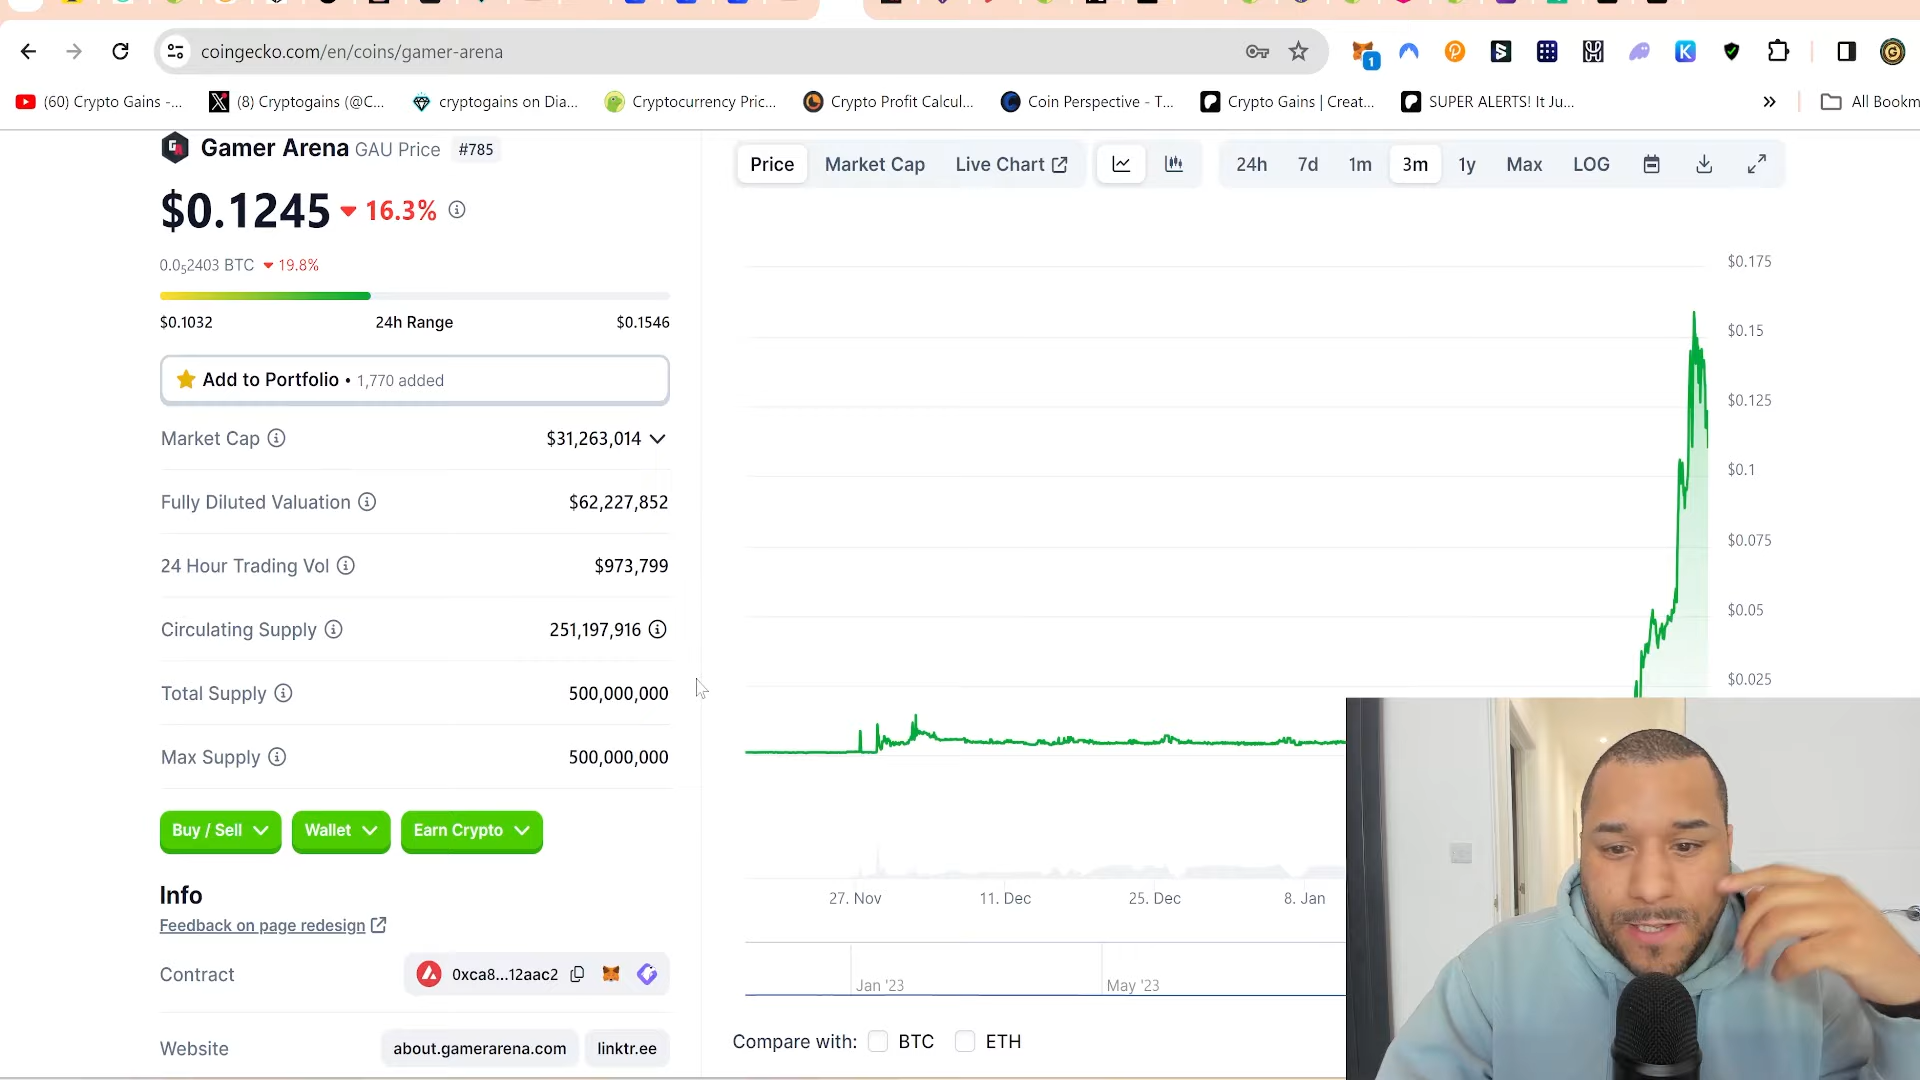 coingecko.com/en/coins/gamer-arena
1
(60) Crypto Gains -...
(8) Cryptogains (@C...
cryptogains on Dia...
Cryptocurrency Pric...
Crypto Profit Calcul...
Coin Perspective - T...
Crypto Gains | Creat...
SUPER ALERTS! It Ju...
All Bookm
Gamer Arena GAU Price #785
$0.1245 16.3%
0.0₅2403 BTC 19.8%
$0.1032 24h Range $0.1546
Add to Portfolio • 1,770 added
Market Cap $31,263,014
Fully Diluted Valuation $62,227,852
24 Hour Trading Vol $973,799
Circulating Supply 251,197,916
Total Supply 500,000,000
Max Supply 500,000,000
Buy / Sell Wallet Earn Crypto
Info
Feedback on page redesign
Contract 0xca8...12aac2
Website about.gamerarena.com linktr.ee
Price Market Cap Live Chart 24h 7d 1m 3m 1y Max LOG
$0.175
$0.15
$0.125
$0.1
$0.075
$0.05
$0.025
27. Nov 11. Dec 25. Dec 8. Jan
Jan '23 May '23
Compare with: BTC ETH